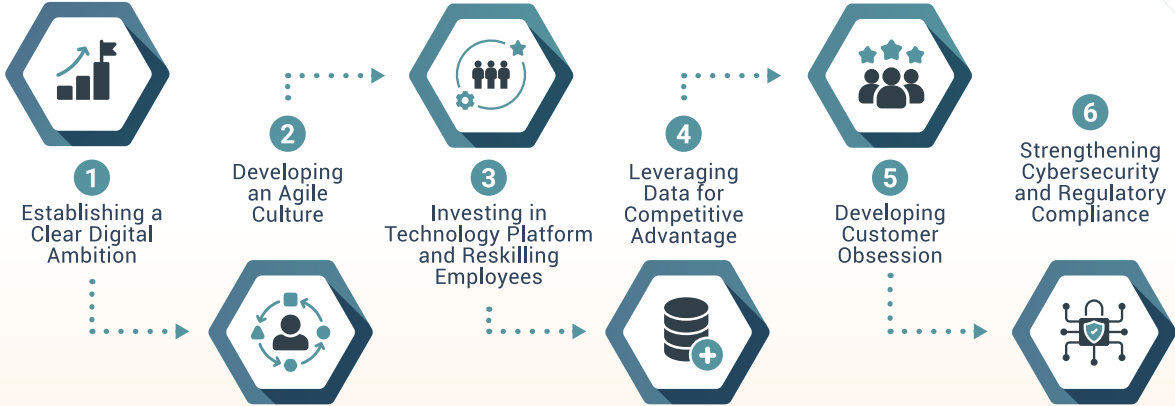 1
Establishing a
Clear Digital
Ambition
2
Developing
an Agile
Culture
3
Investing in
Technology Platform
and Reskilling
Employees
4
Leveraging
Data for
Competitive
Advantage
5
Developing
Customer
Obsession
6
Strengthening
Cybersecurity
and Regulatory
Compliance